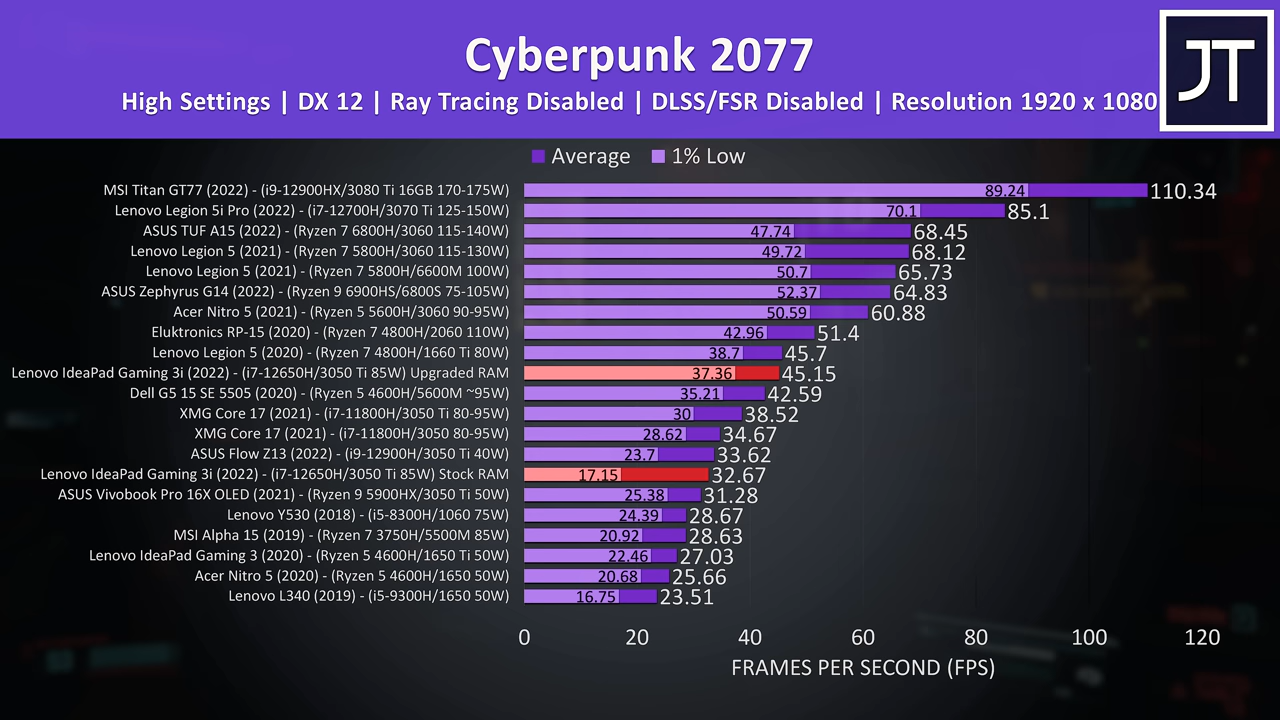 Cyberpunk 2077
JT
High Settings | DX 12 | Ray Tracing Disabled | DLSS/FSR Disabled | Resolution 1920 x 1080
Average 1% Low
MSI Titan GT77 (2022) - (i9-12900HX/3080 Ti 16GB 170-175W) 89.24 110.34
Lenovo Legion 5i Pro (2022) - (i7-12700H/3070 Ti 125-150W) 70.1 85.1
ASUS TUF A15 (2022) - (Ryzen 7 6800H/3060 115-140W) 47.74 68.45
Lenovo Legion 5 (2021) - (Ryzen 7 5800H/3060 115-130W) 49.72 68.12
Lenovo Legion 5 (2021) - (Ryzen 7 5800H/6600M 100W) 50.7 65.73
ASUS Zephyrus G14 (2022) - (Ryzen 9 6900HS/6800S 75-105W) 52.37 64.83
Acer Nitro 5 (2021) - (Ryzen 5 5600H/3060 90-95W) 50.59 60.88
Eluktronics RP-15 (2020) - (Ryzen 7 4800H/2060 110W) 42.96 51.4
Lenovo Legion 5 (2020) - (Ryzen 7 4800H/1660 Ti 80W) 38.7 45.7
Lenovo IdeaPad Gaming 3i (2022) - (i7-12650H/3050 Ti 85W) Upgraded RAM 37.36 45.15
Dell G5 15 SE 5505 (2020) - (Ryzen 5 4600H/5600M ~95W) 35.21 42.59
XMG Core 17 (2021) - (i7-11800H/3050 Ti 80-95W) 30 38.52
XMG Core 17 (2021) - (i7-11800H/3050 80-95W) 28.62 34.67
ASUS Flow Z13 (2022) - (i9-12900H/3050 Ti 40W) 23.7 33.62
Lenovo IdeaPad Gaming 3i (2022) - (i7-12650H/3050 Ti 85W) Stock RAM 17.15 32.67
ASUS Vivobook Pro 16X OLED (2021) - (Ryzen 9 5900HX/3050 Ti 50W) 25.38 31.28
Lenovo Y530 (2018) - (i5-8300H/1060 75W) 24.39 28.67
MSI Alpha 15 (2019) - (Ryzen 7 3750H/5500M 85W) 20.92 28.63
Lenovo IdeaPad Gaming 3 (2020) - (Ryzen 5 4600H/1650 Ti 50W) 22.46 27.03
Acer Nitro 5 (2020) - (Ryzen 5 4600H/1650 50W) 20.68 25.66
Lenovo L340 (2019) - (i5-9300H/1650 50W) 16.75 23.51
0 20 40 60 80 100 120
FRAMES PER SECOND (FPS)